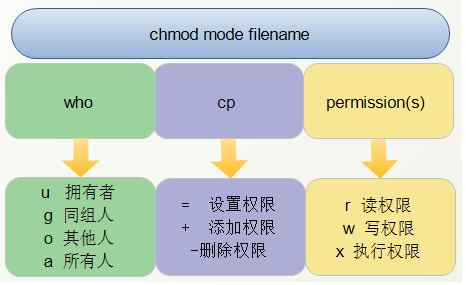 chmod mode filename
who
cp
permission(s)
u 拥有者
g 同组人
o 其他人
a 所有人
= 设置权限
+ 添加权限
-删除权限
r 读权限
w 写权限
x 执行权限